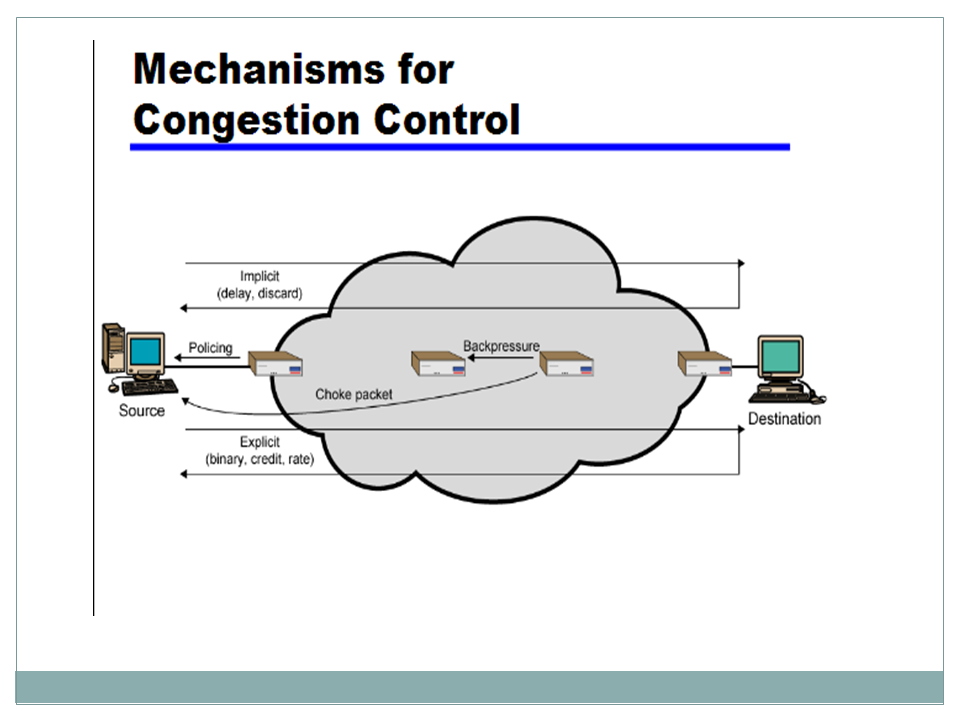 Mechanisms for
Congestion Control
Implicit
(delay, discard)
Policing
Backpressure
Choke packet
Source
Destination
Explicit
(binary, credit, rate)